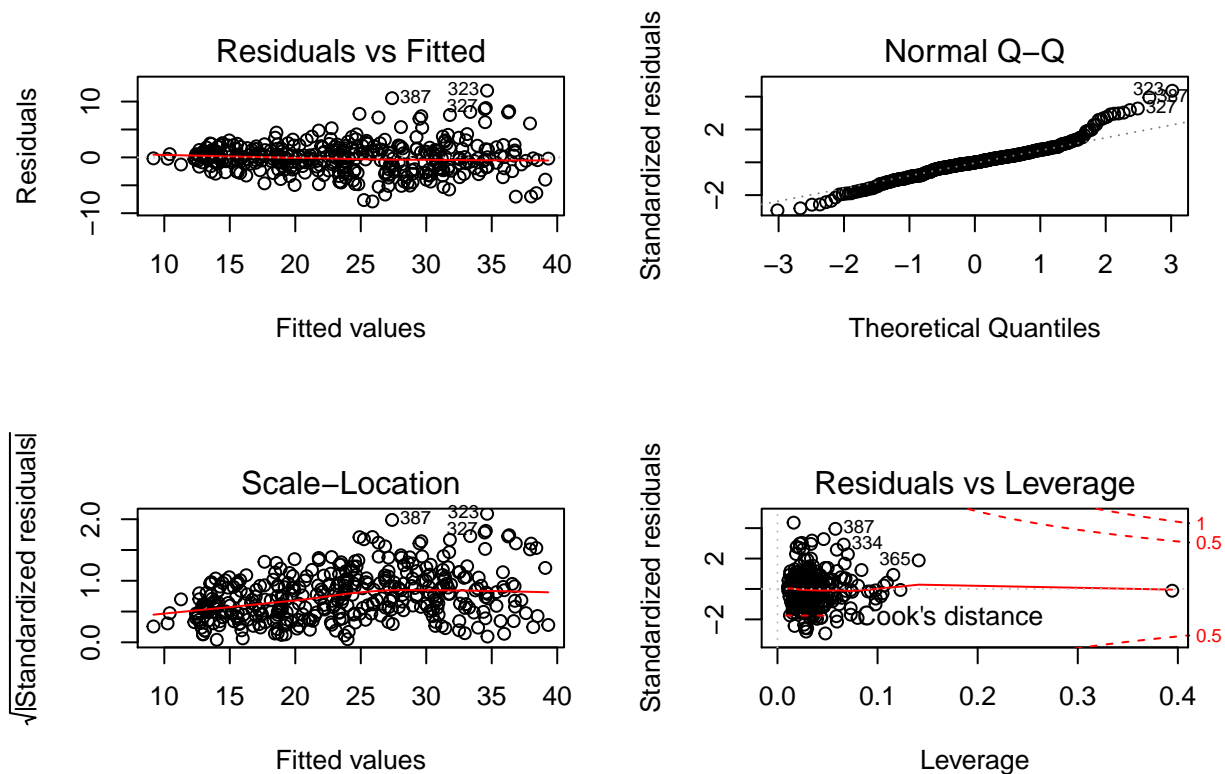 Residuals vs Fitted
Residuals
10
0
−10
387
323
327
10 15 20 25 30 35 40
Fitted values
Normal Q−Q
Standardized residuals
2
−2
323
327
−3 −2 −1 0 1 2 3
Theoretical Quantiles
Scale−Location
√|Standardized residuals|
2.0
1.0
0.0
387
323
327
10 15 20 25 30 35 40
Fitted values
Residuals vs Leverage
Standardized residuals
2
−2
387
334
365
Cook's distance
1
0.5
0.5
0.0 0.1 0.2 0.3 0.4
Leverage